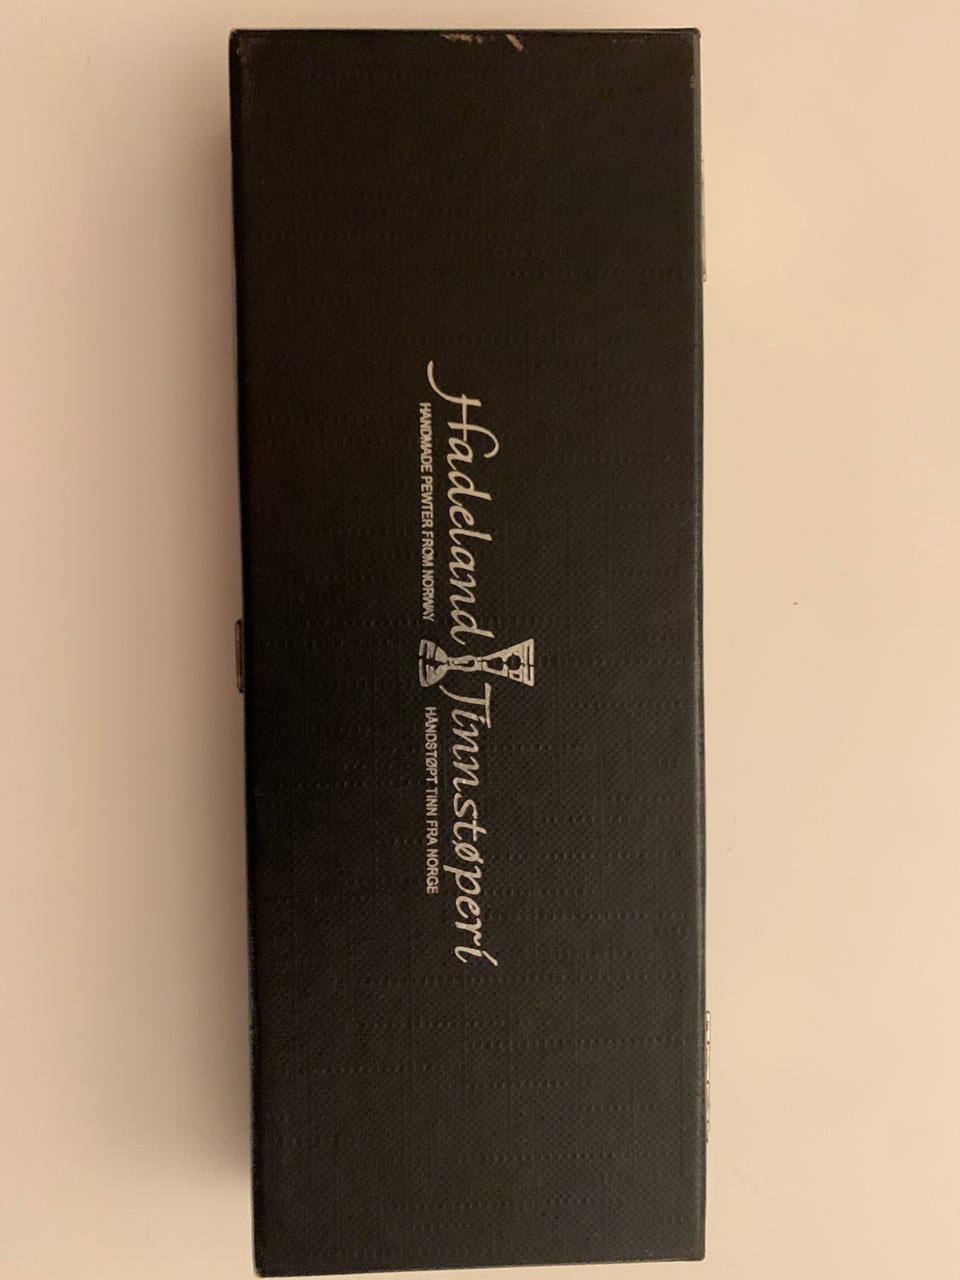 Hadeland Tinnstøperi
HANDMADE PEWTER FROM NORWAY
HÅNDSTØPT TINN FRA NORGE